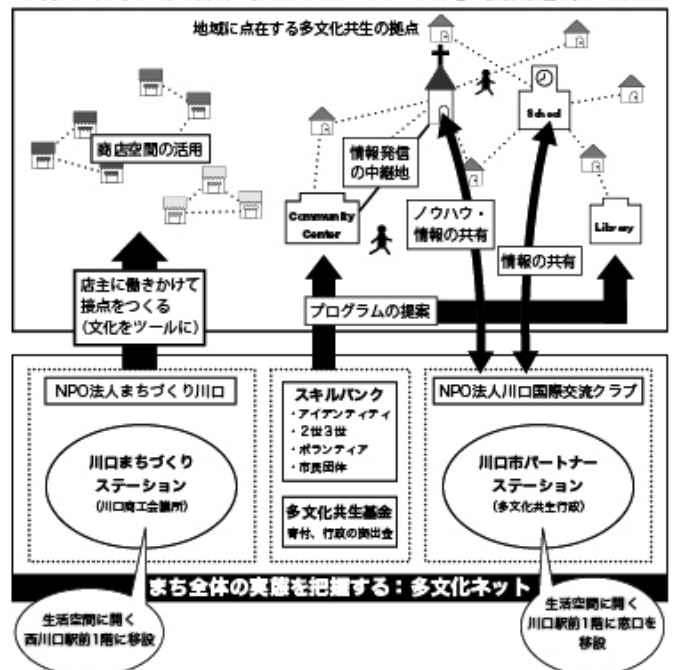 地域に点在する多文化共生の拠点
商店空間の活用
情報発信
の中継地
School
Community
Center
ノウハウ・
情報の共有
情報の共有
Library
店主に働きかけて
接点をつくる
(文化をツールに)
プログラムの提案
NPO法人まちづくり川口
川口まちづくり
ステーション
(川口商工会議所)
スキルバンク
・アイデンティティ
・2世3世
・ボランティア
・市民団体
多文化共生基金
寄付、行政の拠出金
NPO法人川口国際交流クラブ
川口市パートナー
ステーション
(多文化共生行政)
まち全体の実態を把握する:多文化ネット
生活空間に開く
西川口駅前1階に移設
生活空間に開く
川口駅前1階に窓口を
移設